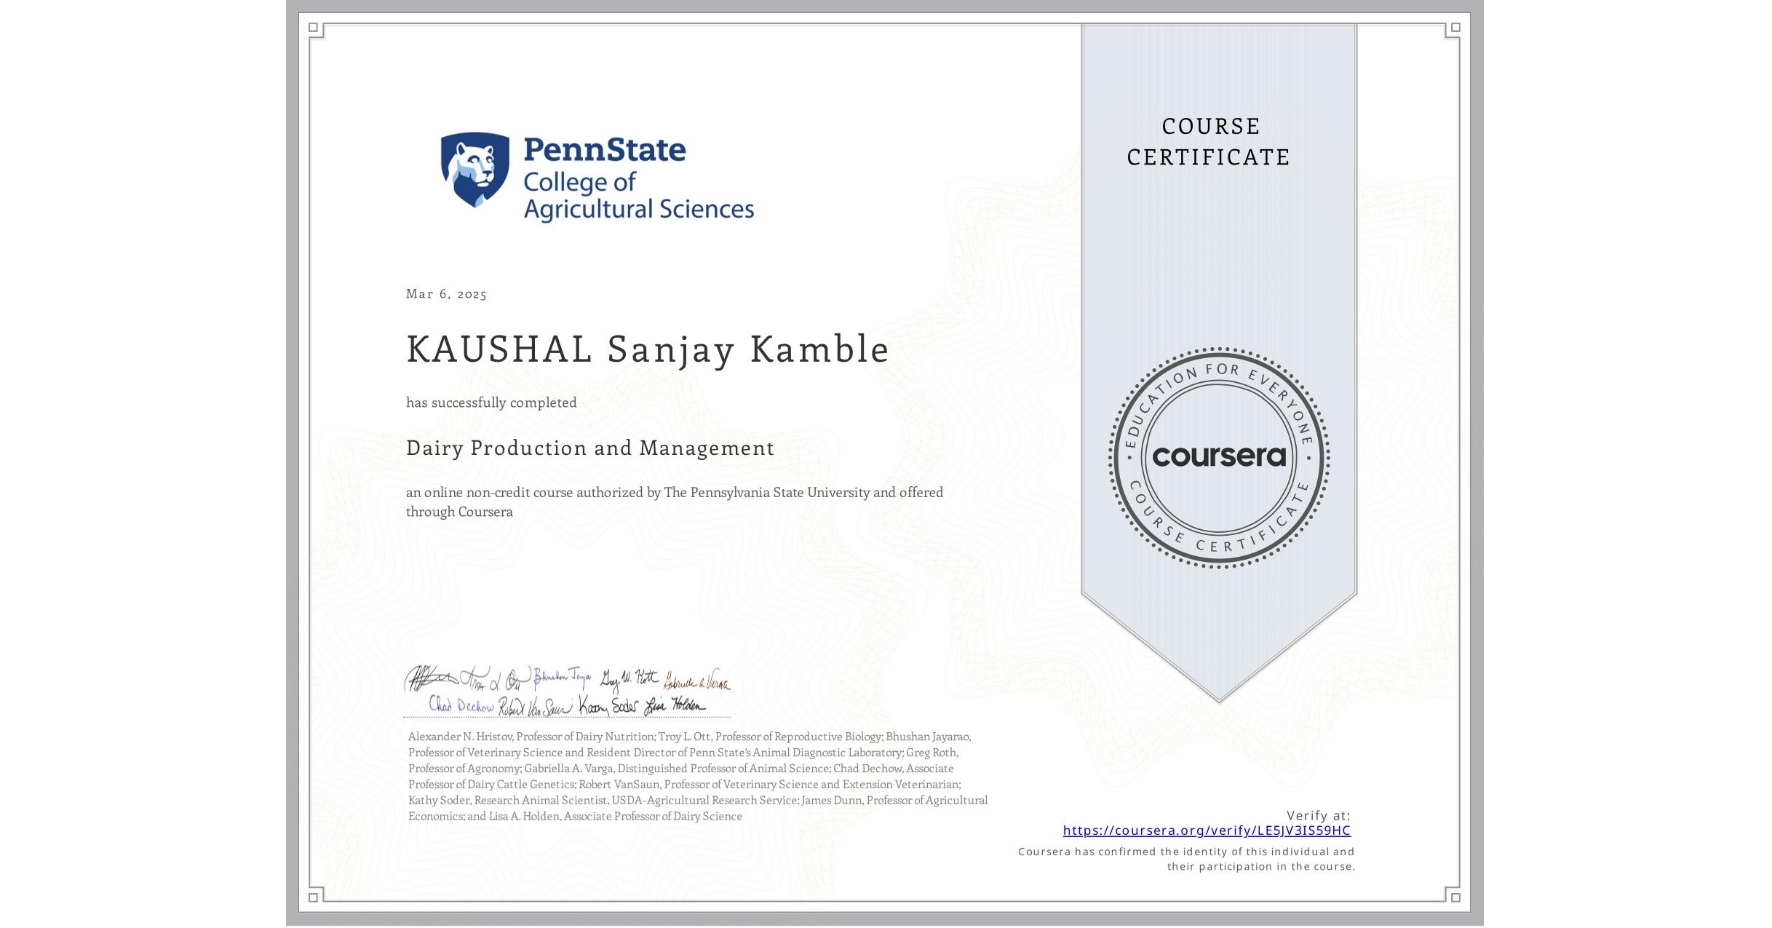 PennState
College of
Agricultural Sciences
COURSE
CERTIFICATE
Mar 6, 2025
KAUSHAL Sanjay Kamble
has successfully completed
Dairy Production and Management
an online non-credit course authorized by The Pennsylvania State University and offered
through Coursera
EDUCATION FOR EVERYONE
coursera
COURSE CERTIFICATE
Chad Dechow
Alexander N. Hristov, Professor of Dairy Nutrition; Troy L. Ott, Professor of Reproductive Biology; Bhushan Jayarao,
Professor of Veterinary Science and Resident Director of Penn State's Animal Diagnostic Laboratory; Greg Roth,
Professor of Agronomy; Gabriella A. Varga, Distinguished Professor of Animal Science; Chad Dechow, Associate
Professor of Dairy Cattle Genetics; Robert VanSaun, Professor of Veterinary Science and Extension Veterinarian;
Kathy Soder, Research Animal Scientist, USDA-Agricultural Research Service; James Dunn, Professor of Agricultural
Economics; and Lisa A. Holden, Associate Professor of Dairy Science
Verify at:
https://coursera.org/verify/LE5JV3IS59HC
Coursera has confirmed the identity of this individual and
their participation in the course.